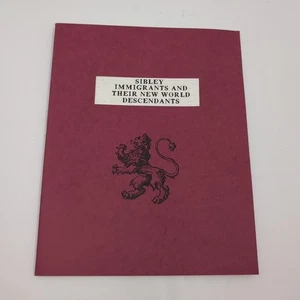 SIBLEY
IMMIGRANTS AND
THEIR NEW WORLD
DESCENDANTS